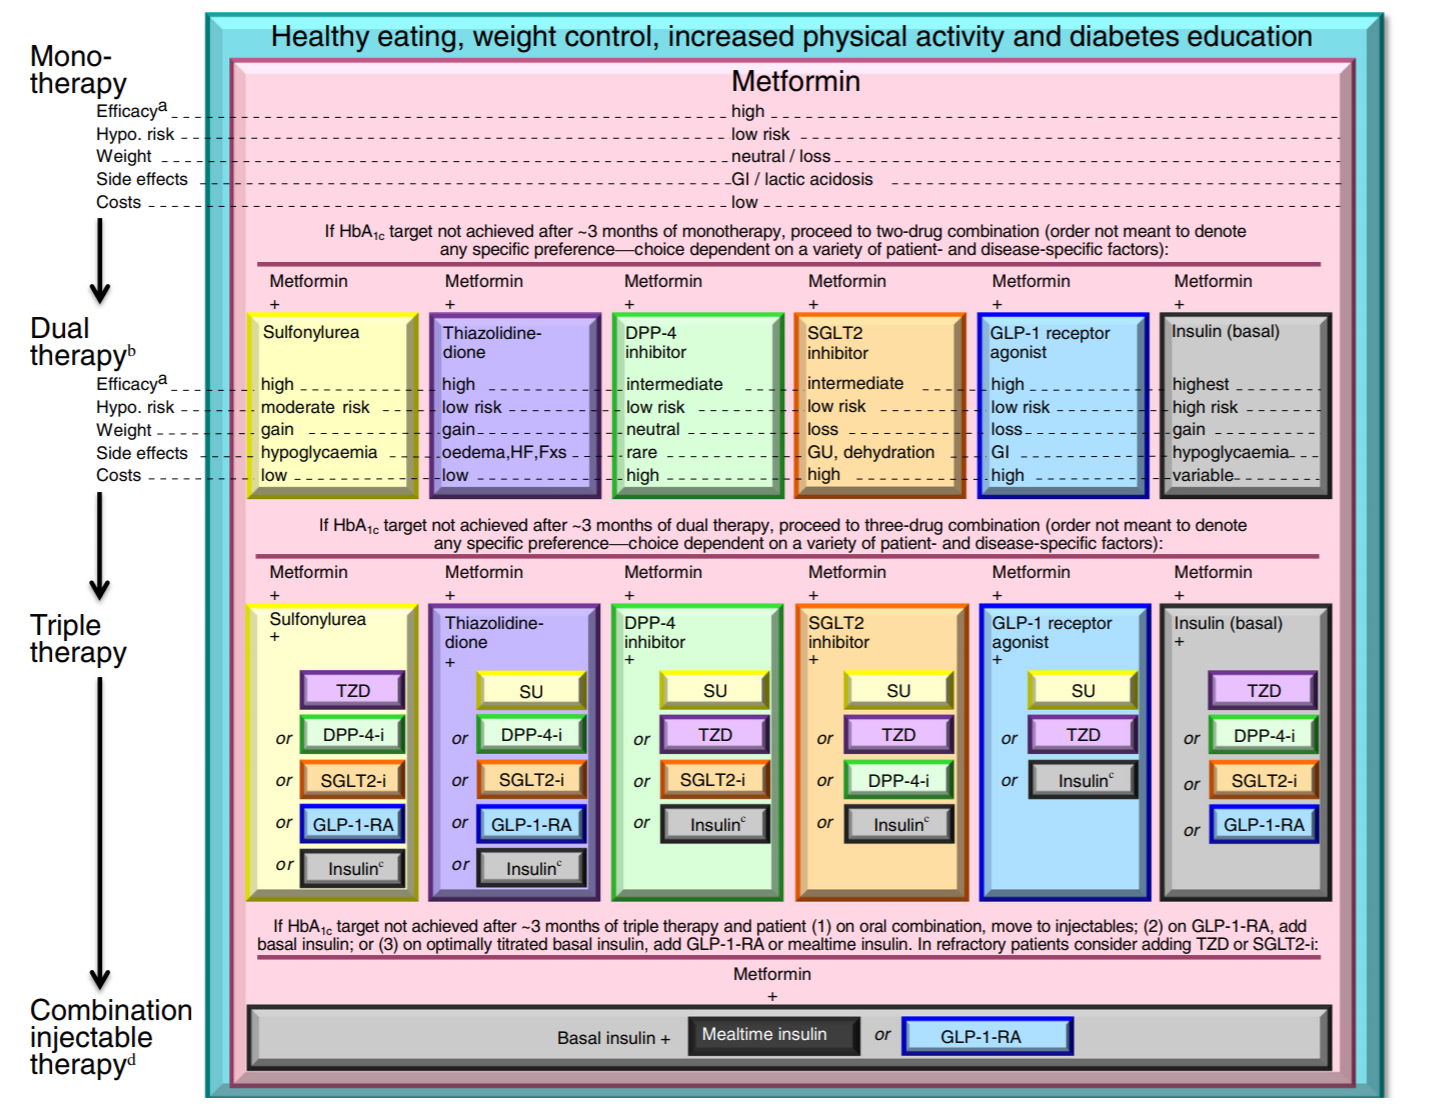 Healthy eating, weight control, increased physical activity and diabetes education
Mono-
therapy
Metformin
Efficacya high
Hypo. risk low risk
Weight neutral / loss
Side effects GI / lactic acidosis
Costs low
If HbA1c target not achieved after ~3 months of monotherapy, proceed to two-drug combination (order not meant to denote
any specific preference—choice dependent on a variety of patient- and disease-specific factors):
Metformin Metformin Metformin Metformin Metformin Metformin
+ + + + + +
Dual
therapyb
Sulfonylurea
Thiazolidine-
dione
DPP-4
inhibitor
SGLT2
inhibitor
GLP-1 receptor
agonist
Insulin (basal)
Efficacya high high intermediate intermediate high highest
Hypo. risk moderate risk low risk low risk low risk low risk high risk
Weight gain gain neutral loss loss gain
Side effects hypoglycaemia oedema,HF,Fxs rare GU, dehydration GI hypoglycaemia
Costs low low high high high variable
If HbA1c target not achieved after ~3 months of dual therapy, proceed to three-drug combination (order not meant to denote
any specific preference—choice dependent on a variety of patient- and disease-specific factors):
Metformin Metformin Metformin Metformin Metformin Metformin
+ + + + + +
Triple
therapy
Sulfonylurea
+
TZD
or DPP-4-i
or SGLT2-i
or GLP-1-RA
or Insulinc
Thiazolidine-
dione
+
SU
or DPP-4-i
or SGLT2-i
or GLP-1-RA
or Insulinc
DPP-4
inhibitor
+
SU
or TZD
or SGLT2-i
or Insulinc
SGLT2
inhibitor
+
SU
or TZD
or DPP-4-i
or Insulinc
GLP-1 receptor
agonist
+
SU
or TZD
or Insulinc
Insulin (basal)
+
TZD
or DPP-4-i
or SGLT2-i
or GLP-1-RA
If HbA1c target not achieved after ~3 months of triple therapy and patient (1) on oral combination, move to injectables; (2) on GLP-1-RA, add
basal insulin; or (3) on optimally titrated basal insulin, add GLP-1-RA or mealtime insulin. In refractory patients consider adding TZD or SGLT2-i:
Metformin
+
Combination
injectable
therapyd
Basal insulin + Mealtime insulin or GLP-1-RA